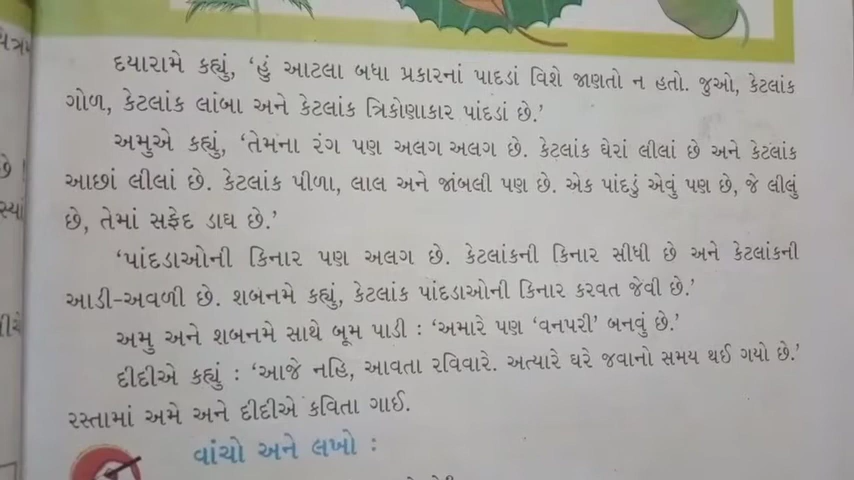 દયારામે કહ્યું, ‘હું આટલા બધા પ્રકારનાં પાદડાં વિશે જાણતો ન હતો. જુઓ, કેટલાંક
ગોળ, કેટલાંક લાંબા અને કેટલાંક ત્રિકોણાકાર પાંદડાં છે.’
અમુએ કહ્યું, ‘તેમના રંગ પણ અલગ અલગ છે. કેટલાંક ઘેરાં લીલાં છે અને કેટલાંક
આછાં લીલાં છે. કેટલાંક પીળા, લાલ અને જાંબલી પણ છે. એક પાંદડું એવું પણ છે, જે લીલું
છે, તેમાં સફેદ ડાઘ છે.’
‘પાંદડાઓની કિનાર પણ અલગ છે. કેટલાંકની કિનાર સીધી છે અને કેટલાંકની
આડી-અવળી છે. શબનમે કહ્યું, કેટલાંક પાંદડાઓની કિનાર કરવત જેવી છે.’
અમુ અને શબનમે સાથે બૂમ પાડી : ‘અમારે પણ ‘વનપરી’ બનવું છે.’
દીદીએ કહ્યું : ‘આજે નહિ, આવતા રવિવારે. અત્યારે ઘરે જવાનો સમય થઈ ગયો છે.’
રસ્તામાં અમે અને દીદીએ કવિતા ગાઈ.
વાંચો અને લખો :